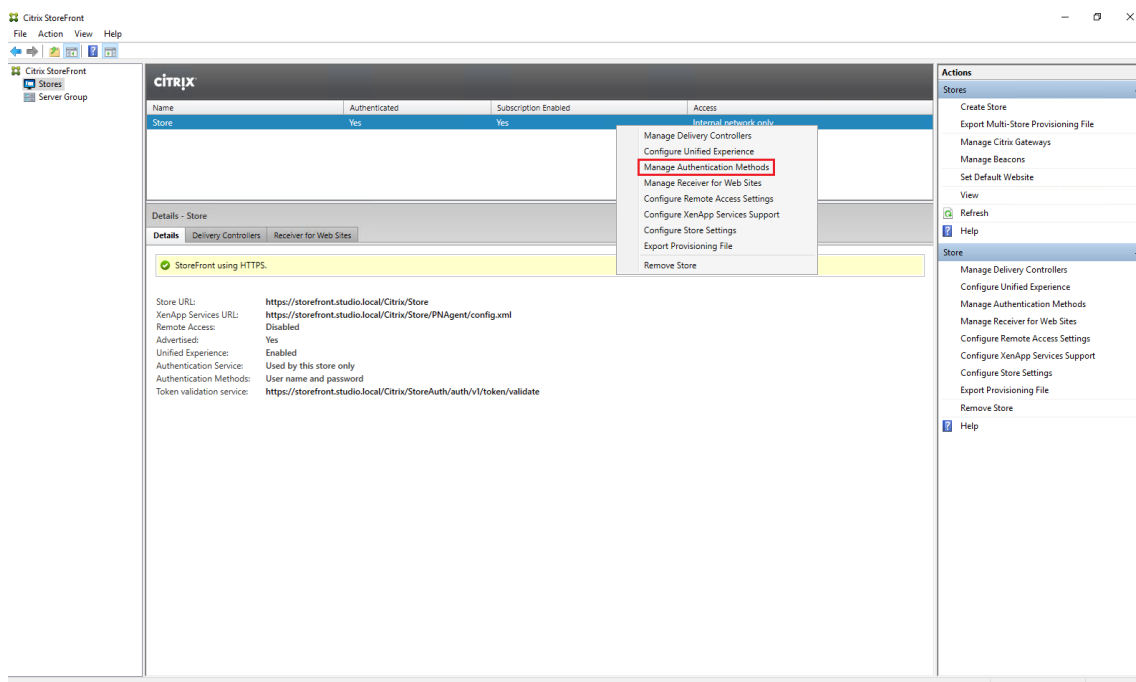 Citrix StoreFront
File Action View Help
Citrix StoreFront
Stores
Server Group
CİTRİX
Name Authenticated Subscription Enabled Access
Store Yes Yes Internal network only
Manage Delivery Controllers
Configure Unified Experience
Manage Authentication Methods
Manage Receiver for Web Sites
Configure Remote Access Settings
Configure XenApp Services Support
Configure Store Settings
Export Provisioning File
Remove Store
Details - Store
Details Delivery Controllers Receiver for Web Sites
StoreFront using HTTPS.
Store URL: https://storefront.studio.local/Citrix/Store
XenApp Services URL: https://storefront.studio.local/Citrix/Store/PNAgent/config.xml
Remote Access: Disabled
Advertised: Yes
Unified Experience: Enabled
Authentication Service: Used by this store only
Authentication Methods: User name and password
Token validation service: https://storefront.studio.local/Citrix/StoreAuth/auth/v1/token/validate
Actions
Stores
Create Store
Export Multi-Store Provisioning File
Manage Citrix Gateways
Manage Beacons
Set Default Website
View
Refresh
Help
Store
Manage Delivery Controllers
Configure Unified Experience
Manage Authentication Methods
Manage Receiver for Web Sites
Configure Remote Access Settings
Configure XenApp Services Support
Configure Store Settings
Export Provisioning File
Remove Store
Help